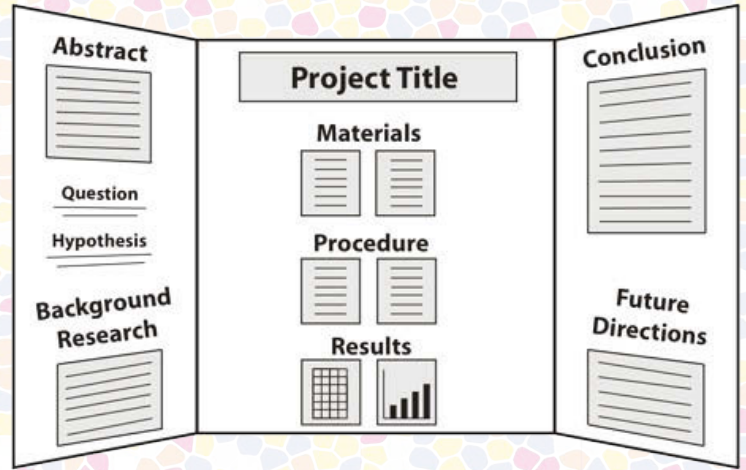 Abstract
Question
Hypothesis
Background
Research
Project Title
Materials
Procedure
Results
Conclusion
Future
Directions